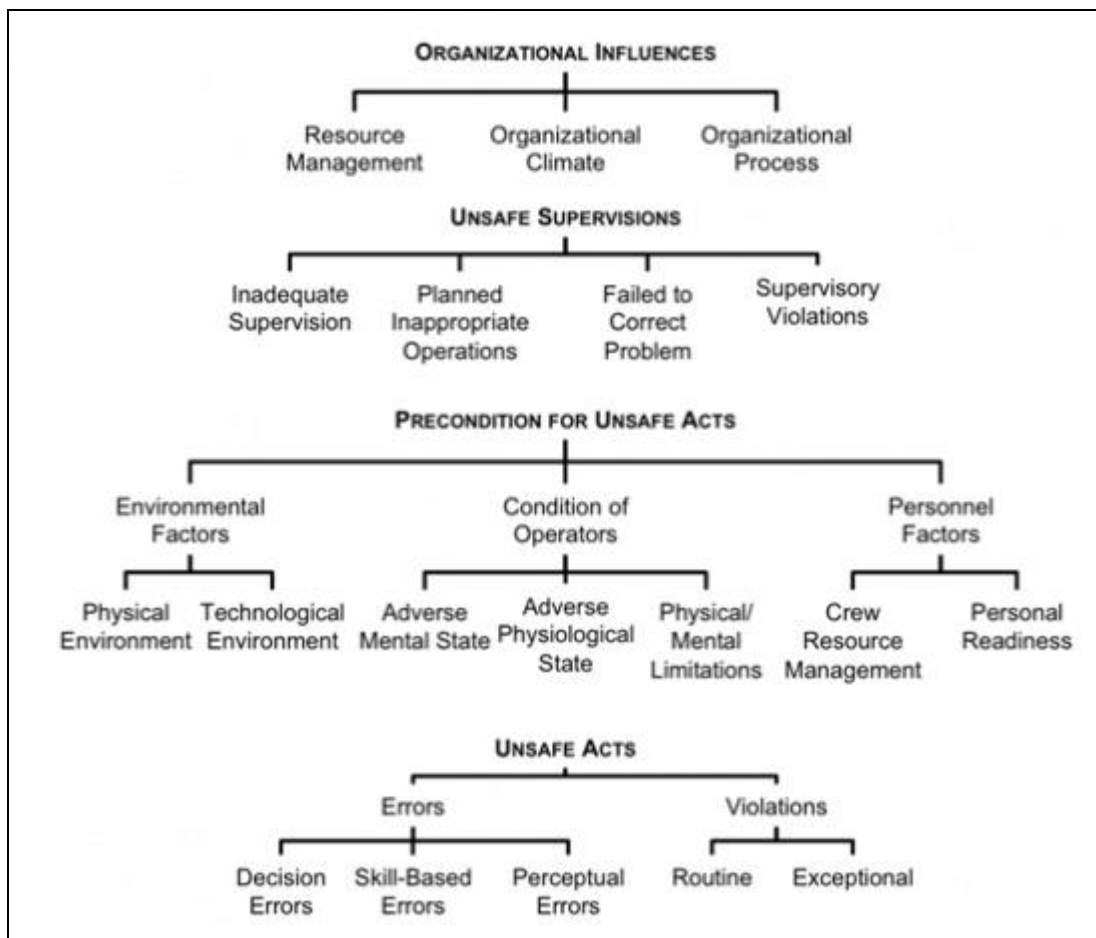 ORGANIZATIONAL INFLUENCES
Resource Management
Organizational Climate
Organizational Process
UNSAFE SUPERVISIONS
Inadequate Supervision
Planned Inappropriate Operations
Failed to Correct Problem
Supervisory Violations
PRECONDITION FOR UNSAFE ACTS
Environmental Factors
Condition of Operators
Personnel Factors
Physical Environment
Technological Environment
Adverse Mental State
Adverse Physiological State
Physical/ Mental Limitations
Crew Resource Management
Personal Readiness
UNSAFE ACTS
Errors
Violations
Decision Errors
Skill-Based Errors
Perceptual Errors
Routine
Exceptional